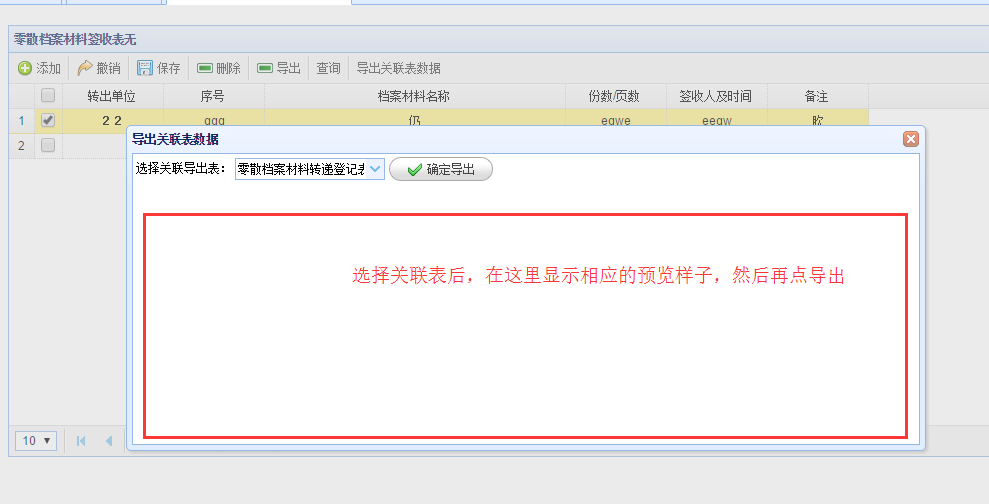 零散档案材料签收表无
添加 撤销 保存 删除 导出 查询 导出关联表数据
转出单位 序号 档案材料名称 份数/页数 签收人及时间 备注
1 2 2 qqq 仍 eqwe eeqw 欧
2
导出关联表数据
选择关联导出表： 零散档案材料转递登记表 确定导出
选择关联表后，在这里显示相应的预览样子，然后再点导出
10